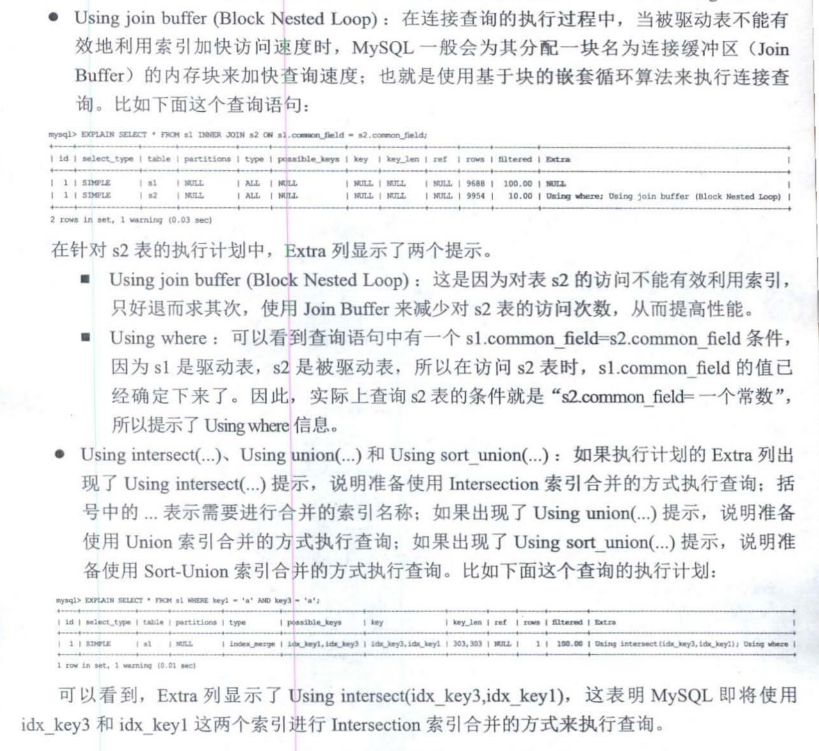 ● Using join buffer (Block Nested Loop)：在连接查询的执行过程中，当被驱动表不能有
效地利用索引加快访问速度时，MySQL 一般会为其分配一块名为连接缓冲区（Join
Buffer）的内存块来加快查询速度；也就是使用基于块的嵌套循环算法来执行连接查
询。比如下面这个查询语句：
mysql> EXPLAIN SELECT * FROM s1 INNER JOIN s2 ON s1.common_field = s2.common_field;
| id | select_type | table | partitions | type | possible_keys | key | key_len | ref | rows | filtered | Extra |
| 1 | SIMPLE | s1 | NULL | ALL | NULL | NULL | NULL | NULL | 9688 | 100.00 | NULL |
| 1 | SIMPLE | s2 | NULL | ALL | NULL | NULL | NULL | NULL | 9954 | 10.00 | Using where; Using join buffer (Block Nested Loop) |
2 rows in set, 1 warning (0.03 sec)
在针对 s2 表的执行计划中，Extra 列显示了两个提示。
■ Using join buffer (Block Nested Loop)：这是因为对表 s2 的访问不能有效利用索引，
只好退而求其次，使用 Join Buffer 来减少对 s2 表的访问次数，从而提高性能。
■ Using where：可以看到查询语句中有一个 s1.common_field=s2.common_field 条件，
因为 s1 是驱动表，s2 是被驱动表，所以在访问 s2 表时，s1.common_field 的值已
经确定下来了。因此，实际上查询 s2 表的条件就是“s2.common_field= 一个常数”，
所以提示了 Using where 信息。
● Using intersect(...)、Using union(...) 和 Using sort_union(...)：如果执行计划的 Extra 列出
现了 Using intersect(...) 提示，说明准备使用 Intersection 索引合并的方式执行查询；括
号中的 ... 表示需要进行合并的索引名称；如果出现了 Using union(...) 提示，说明准备
使用 Union 索引合并的方式执行查询；如果出现了 Using sort_union(...) 提示，说明准
备使用 Sort-Union 索引合并的方式执行查询。比如下面这个查询的执行计划：
mysql> EXPLAIN SELECT * FROM s1 WHERE key1 = 'a' AND key3 = 'a';
| id | select_type | table | partitions | type | possible_keys | key | key_len | ref | rows | filtered | Extra |
| 1 | SIMPLE | s1 | NULL | index_merge | idx_key1,idx_key3 | idx_key3,idx_key1 | 303,303 | NULL | 1 | 100.00 | Using intersect(idx_key3,idx_key1); Using where |
1 row in set, 1 warning (0.01 sec)
可以看到，Extra 列显示了 Using intersect(idx_key3,idx_key1)，这表明 MySQL 即将使用
idx_key3 和 idx_key1 这两个索引进行 Intersection 索引合并的方式来执行查询。